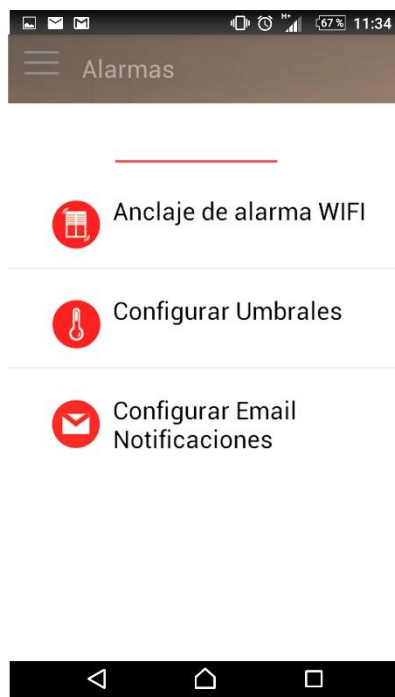 H+
67%
11:34
Alarmas
Anclaje de alarma WIFI
Configurar Umbrales
Configurar Email
Notificaciones